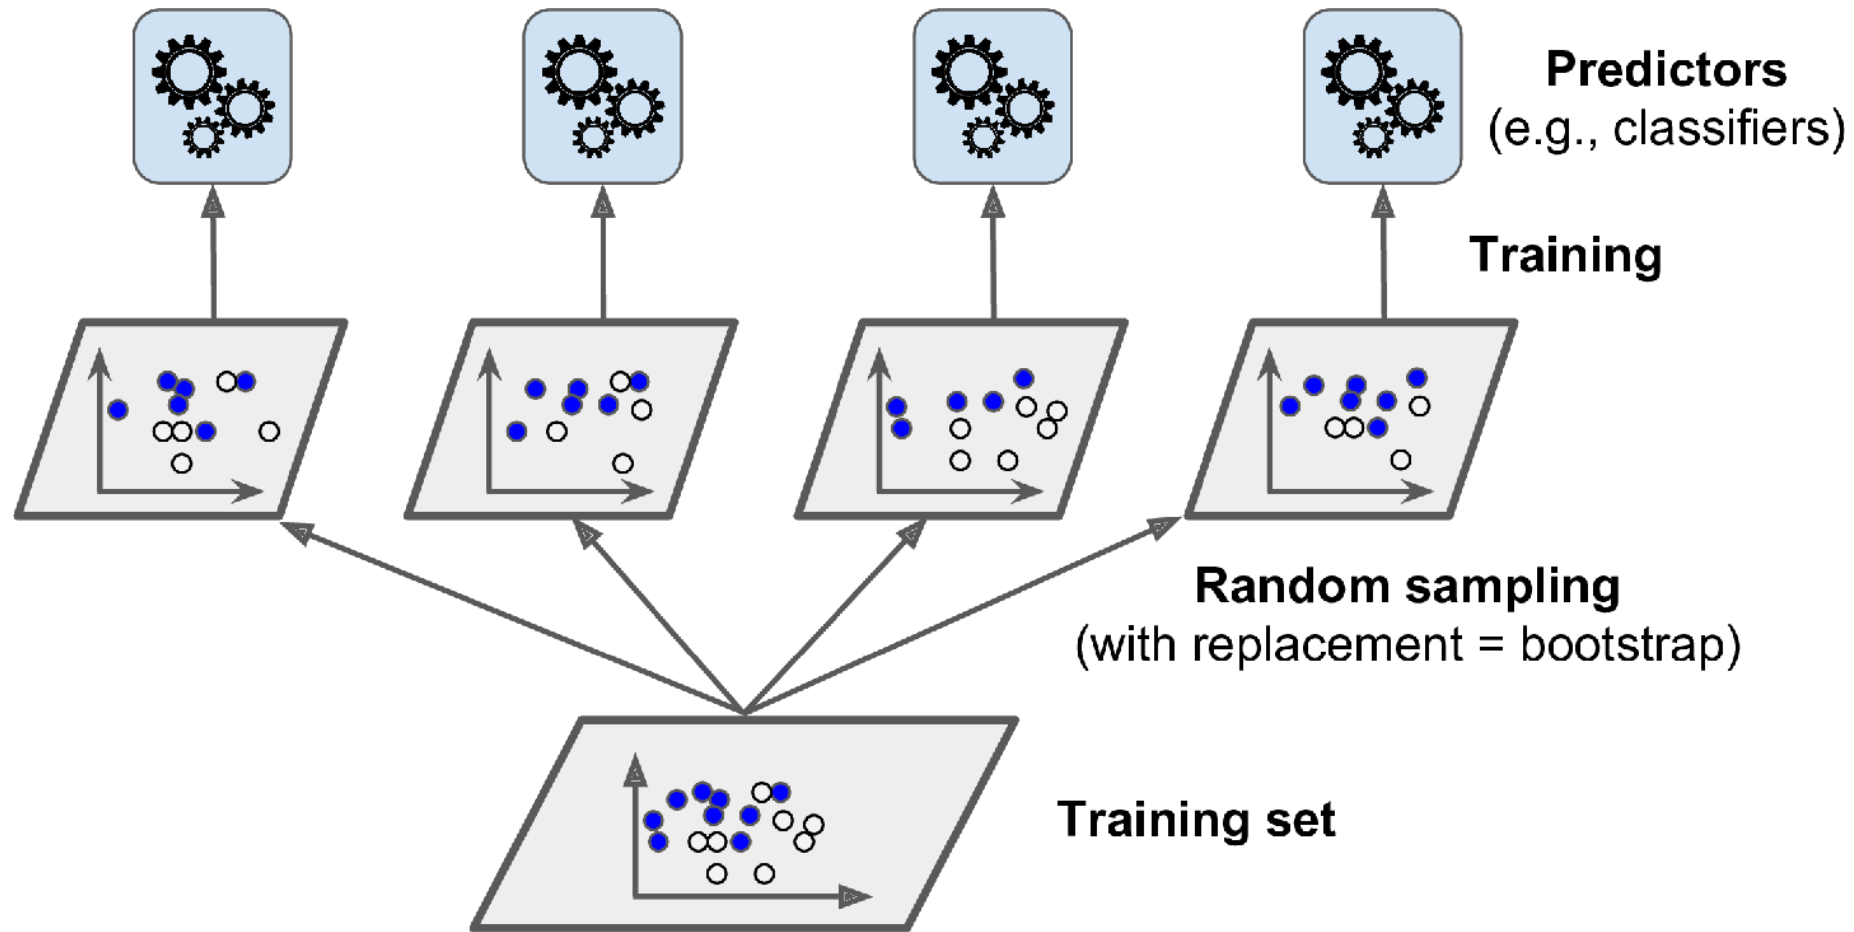 Predictors
(e.g., classifiers)
Training
Random sampling
(with replacement = bootstrap)
Training set